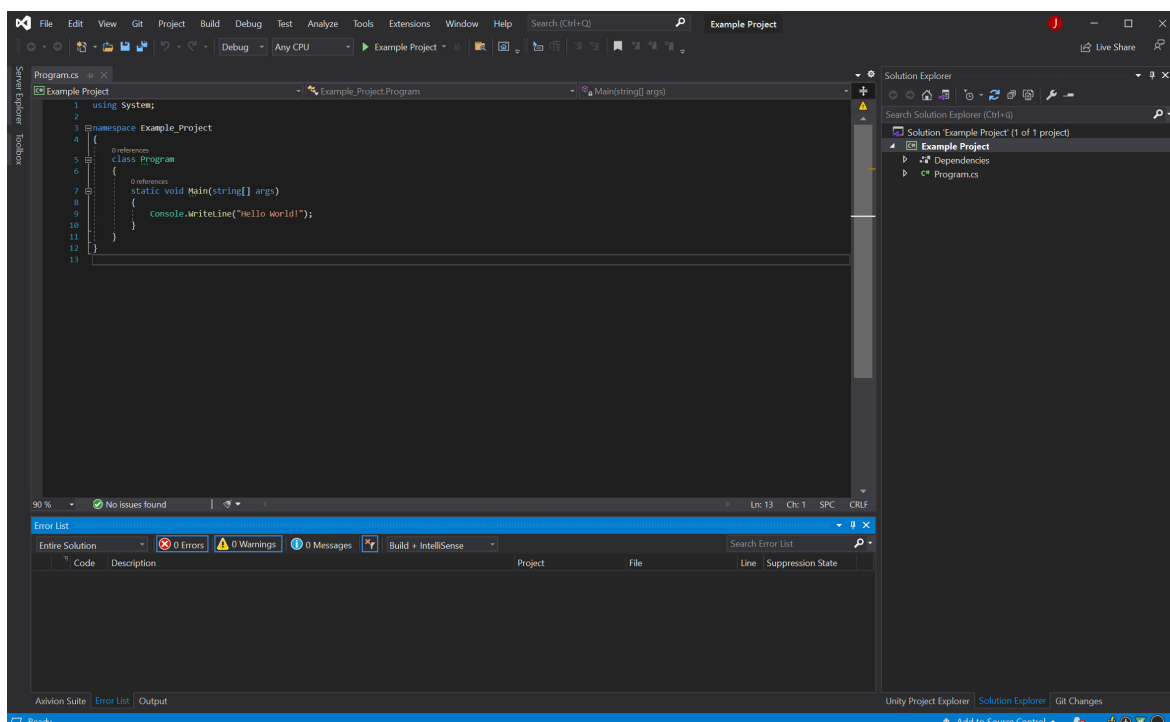 File Edit View Git Project Build Debug Test Analyze Tools Extensions Window Help Search (Ctrl+Q) Example Project J
Debug Any CPU Example Project Live Share
Server Explorer
Toolbox
Program.cs
C# Example Project Example_Project.Program Main(string[] args)
1 using System;
2
3 namespace Example_Project
4 {
0 references
5 class Program
6 {
0 references
7 static void Main(string[] args)
8 {
9 Console.WriteLine("Hello World!");
10 }
11 }
12 }
13
90 % No issues found Ln: 13 Ch: 1 SPC CRLF
Error List
Entire Solution 0 Errors 0 Warnings 0 Messages Build + IntelliSense Search Error List
Code Description Project File Line Suppression State
Axivion Suite Error List Output
Solution Explorer
Search Solution Explorer (Ctrl+ü)
Solution 'Example Project' (1 of 1 project)
C# Example Project
Dependencies
C# Program.cs
Unity Project Explorer Solution Explorer Git Changes
Ready Add to Source Control